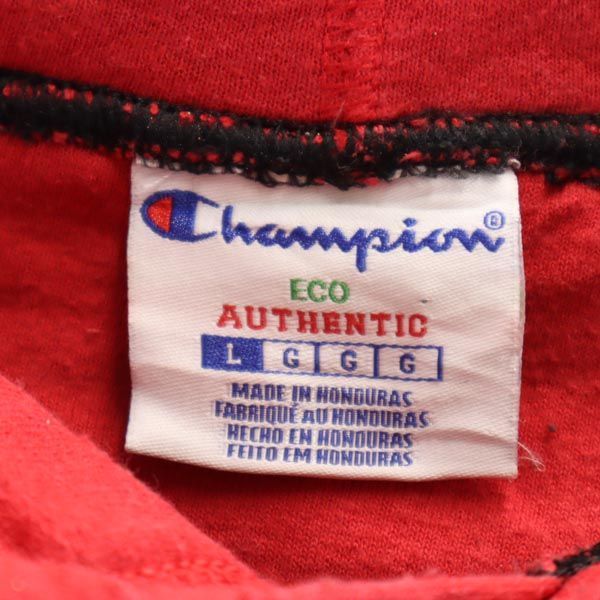 Champion®
ECO
AUTHENTIC
L G G G
MADE IN HONDURAS
FABRIQUÉ AU HONDURAS
HECHO EN HONDURAS
FEITO EM HONDURAS